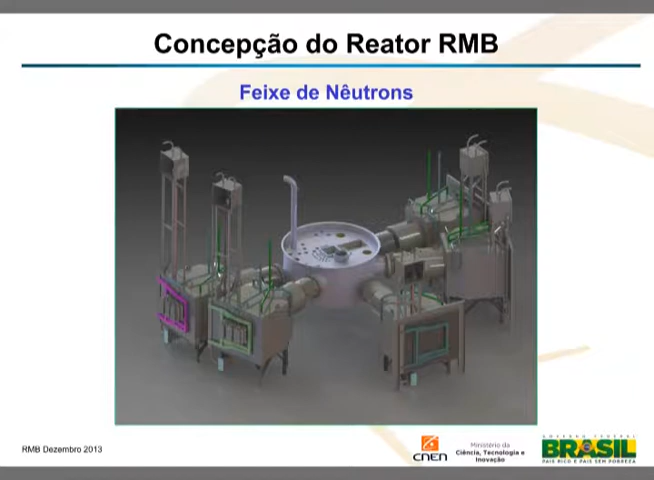 Concepção do Reator RMB
Feixe de Nêutrons
RMB Dezembro 2013
CNEN
Ministério da
Ciência, Tecnologia e
Inovação
GOVERNO FEDERAL
BRASIL
PAÍS RICO É PAÍS SEM POBREZA